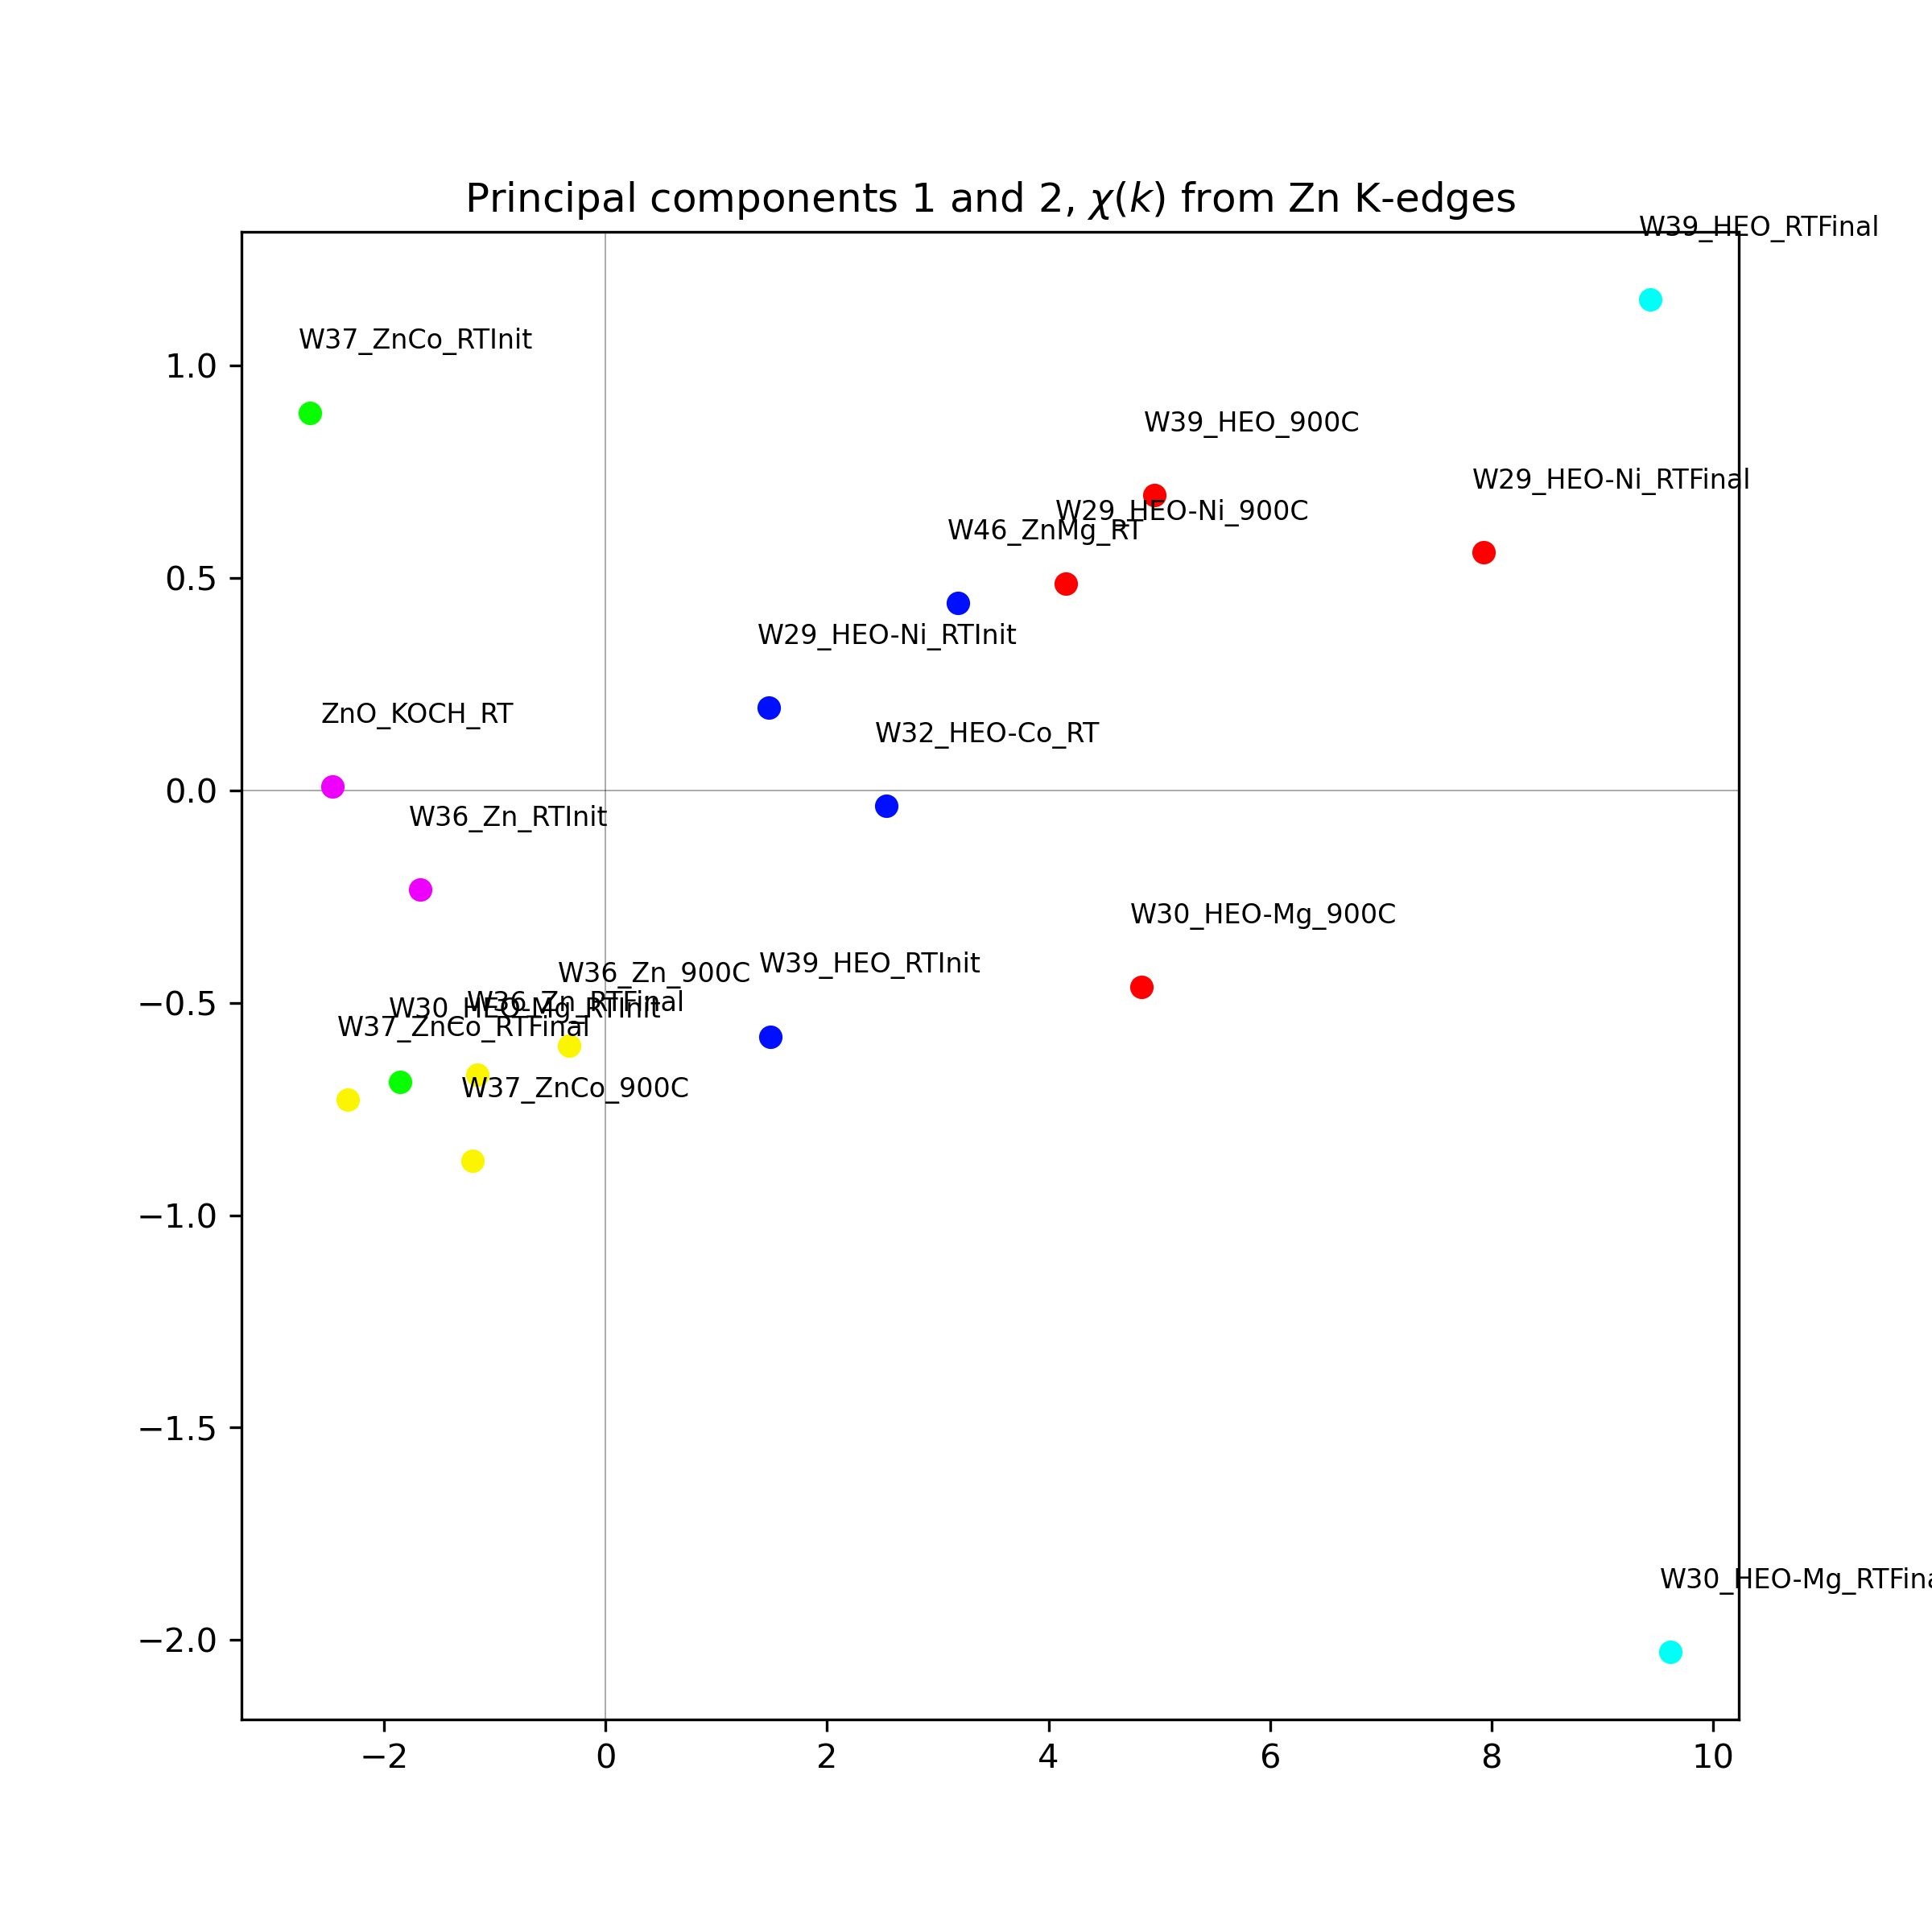 Principal components 1 and 2, χ(k) from Zn K-edges
W39_HEO_RTFinal
W37_ZnCo_RTInit
1.0
W39_HEO_900C
W29_HEO-Ni_RTFinal
W29_HEO-Ni_900C
W46_ZnMg_RT
0.5
W29_HEO-Ni_RTInit
ZnO_KOCH_RT
W32_HEO-Co_RT
0.0
W36_Zn_RTInit
W30_HEO-Mg_900C
W39_HEO_RTInit
W36_Zn_900C
−0.5
W36_Zn_RTFinal
W30_HEO-Mg_RTInit
W37_ZnCo_RTFinal
W37_ZnCo_900C
−1.0
−1.5
W30_HEO-Mg_RTFina
−2.0
−2 0 2 4 6 8 10